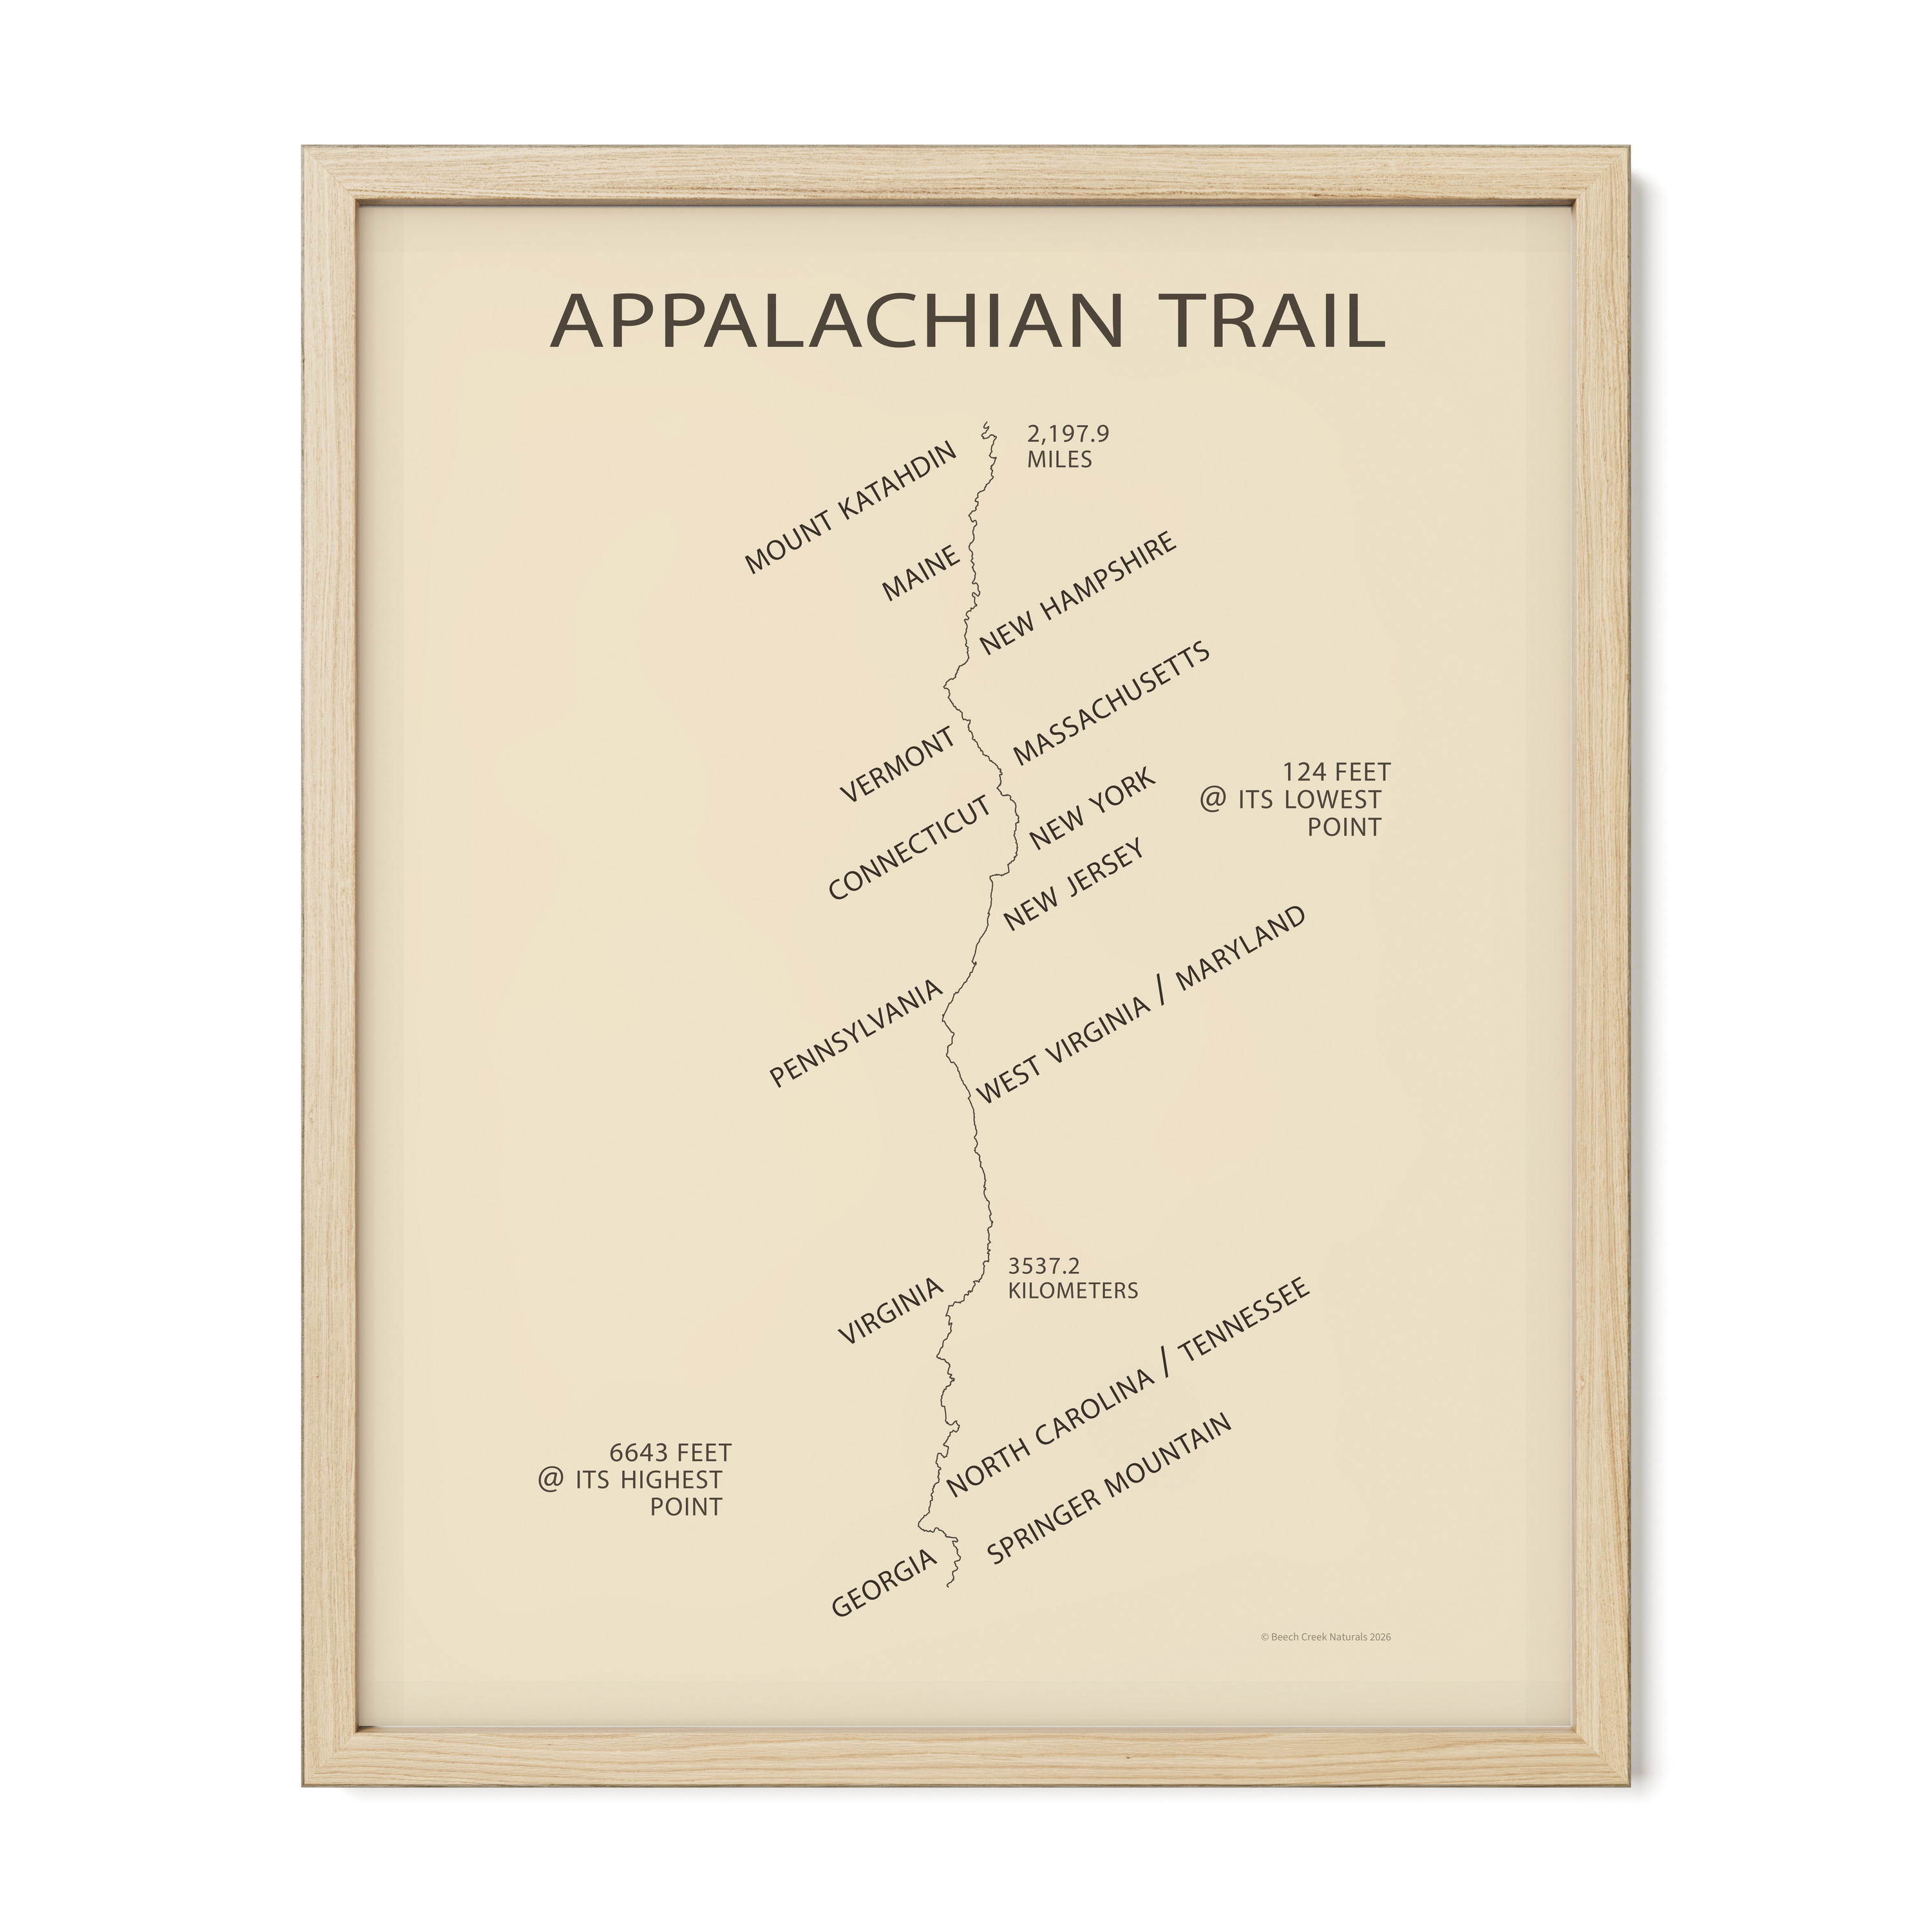 APPALACHIAN TRAIL
2,197.9
MILES
MOUNT KATAHDIN
MAINE
NEW HAMPSHIRE
MASSACHUSETTS
VERMONT
124 FEET
@ ITS LOWEST
POINT
NEW YORK
CONNECTICUT
NEW JERSEY
WEST VIRGINIA / MARYLAND
PENNSYLVANIA
3537.2
KILOMETERS
VIRGINIA
NORTH CAROLINA / TENNESSEE
6643 FEET
@ ITS HIGHEST
POINT
SPRINGER MOUNTAIN
GEORGIA
© Beech Creek Naturals 2026